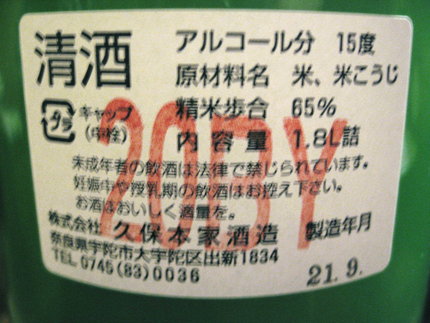 清酒 アルコール分 15度
原材料名 米、米こうじ
プラ キャップ(中栓) 精米歩合 65%
内容量 1.8L詰
20BY
未成年者の飲酒は法律で禁じられています。
妊娠中や授乳期の飲酒はお控え下さい。
お酒はおいしく適量を。
株式会社 久保本家酒造 製造年月
奈良県宇陀市大宇陀区出新1834
TEL 0745(83)0036 21.9.